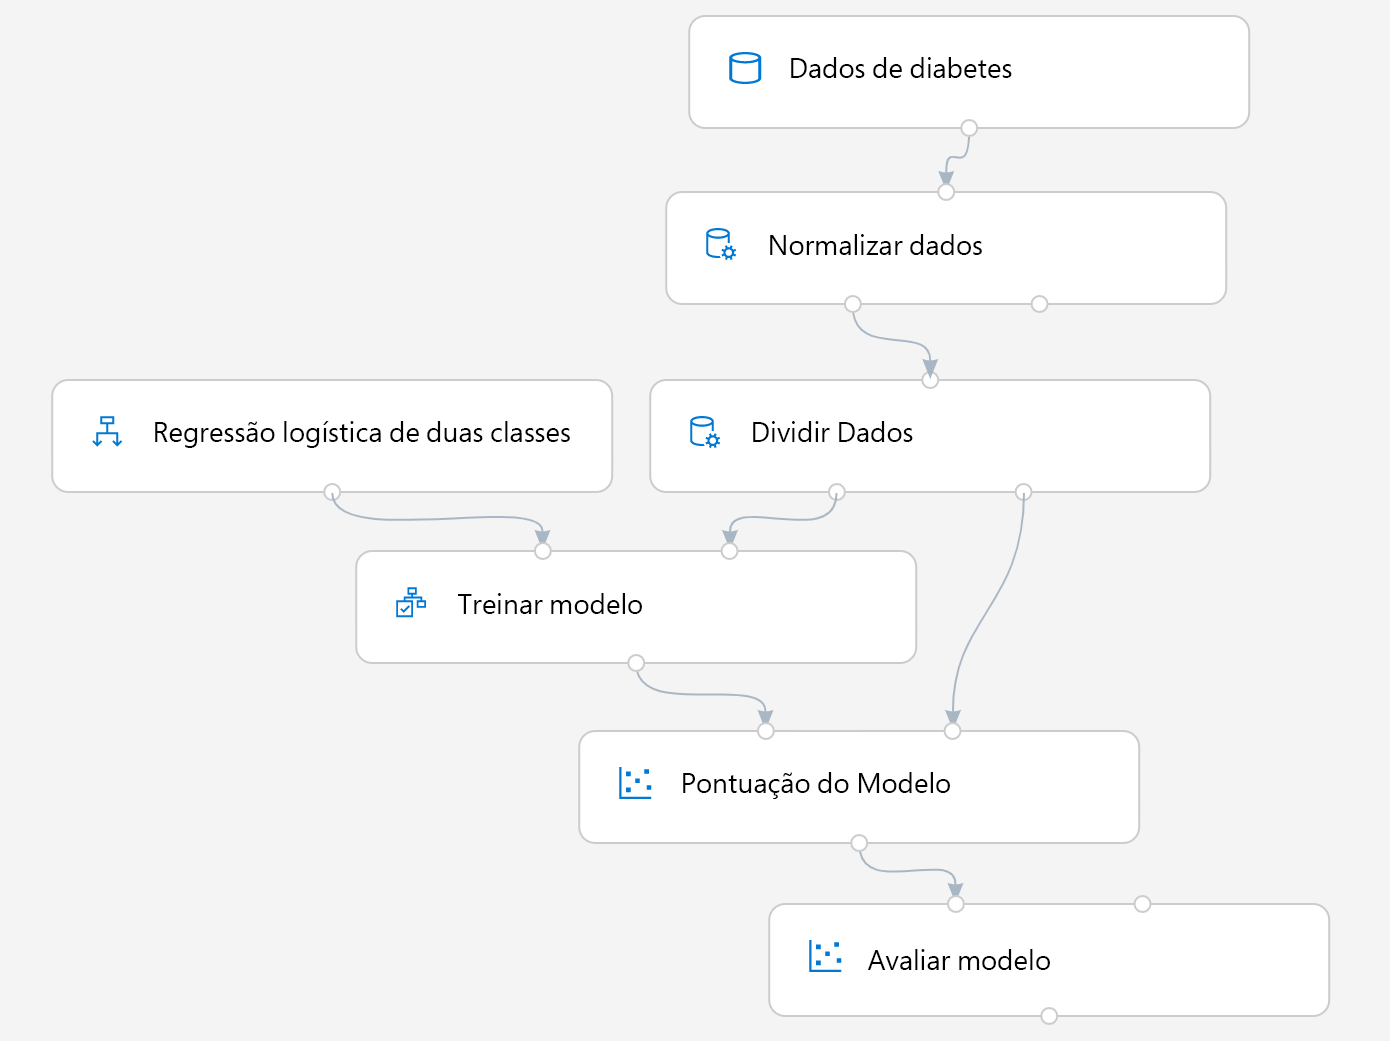 Dados de diabetes
Normalizar dados
Regressão logística de duas classes
Dividir Dados
Treinar modelo
Pontuação do Modelo
Avaliar modelo